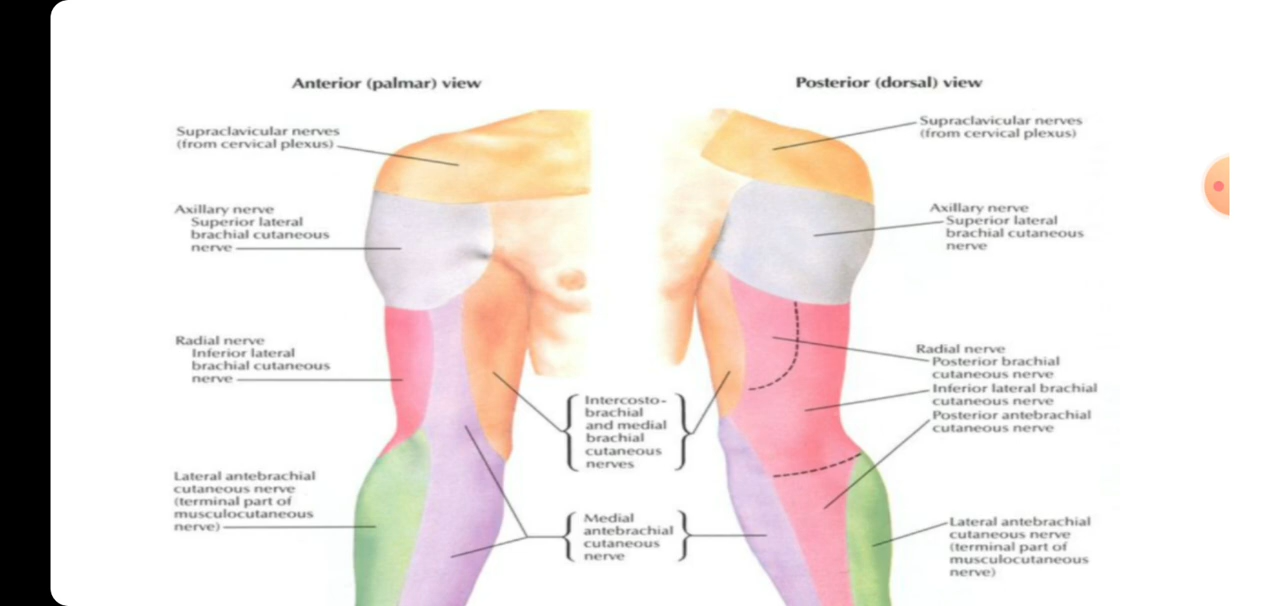 Anterior (palmar) view
Supraclavicular nerves
(from cervical plexus)
Axillary nerve
Superior lateral
brachial cutaneous
nerve
Radial nerve
Inferior lateral
brachial cutaneous
nerve
Lateral antebrachial
cutaneous nerve
(terminal part of
musculocutaneous
nerve)
Intercosto-
brachial
and medial
brachial
cutaneous
nerves
Medial
antebrachial
cutaneous
nerve
Posterior (dorsal) view
Supraclavicular nerves
(from cervical plexus)
Axillary nerve
Superior lateral
brachial cutaneous
nerve
Radial nerve
Posterior brachial
cutaneous nerve
Inferior lateral brachial
cutaneous nerve
Posterior antebrachial
cutaneous nerve
Lateral antebrachial
cutaneous nerve
(terminal part of
musculocutaneous
nerve)